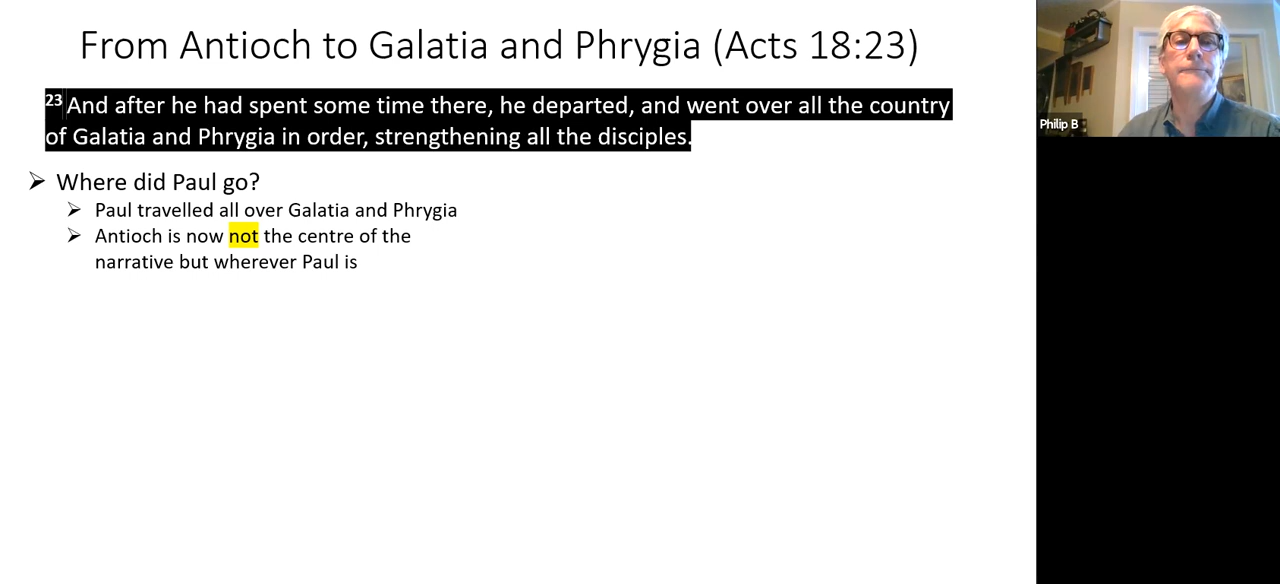 From Antioch to Galatia and Phrygia (Acts 18:23)
23 And after he had spent some time there, he departed, and went over all the country
of Galatia and Phrygia in order, strengthening all the disciples.
➢ Where did Paul go?
➢ Paul travelled all over Galatia and Phrygia
➢ Antioch is now not the centre of the
narrative but wherever Paul is
Philip B